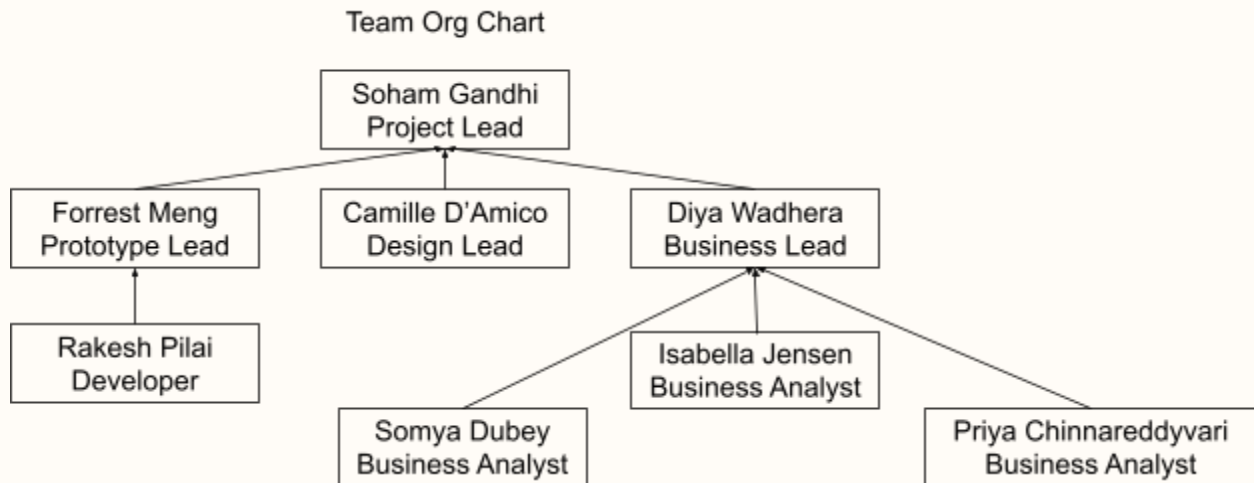 Team Org Chart
Soham Gandhi
Project Lead
Forrest Meng
Prototype Lead
Camille D’Amico
Design Lead
Diya Wadhera
Business Lead
Rakesh Pilai
Developer
Isabella Jensen
Business Analyst
Somya Dubey
Business Analyst
Priya Chinnareddyvari
Business Analyst